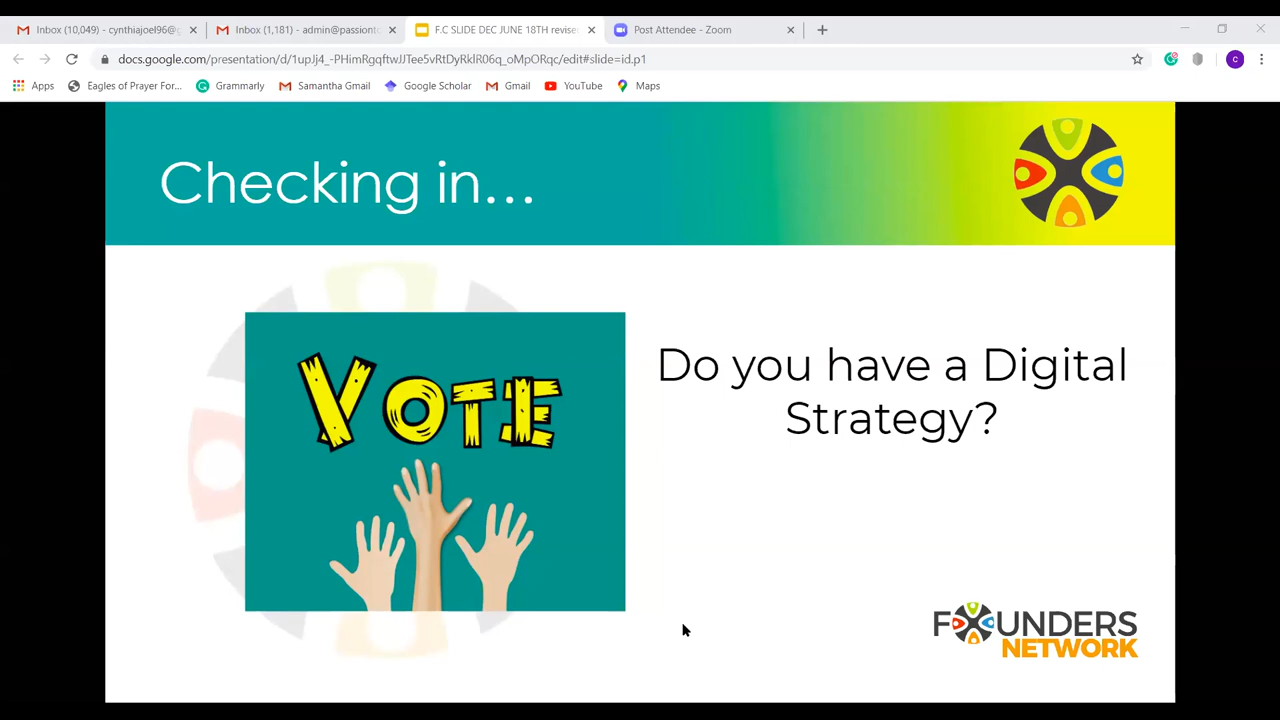 Inbox (10,049) - cynthiajoel96@g
Inbox (1,181) - admin@passiont
F.C SLIDE DEC JUNE 18TH revise
Post Attendee - Zoom
docs.google.com/presentation/d/1upJj4_-PHimRgqftwJJTee5vRtDyRklR06q_oMpORqc/edit#slide=id.p1
C
Apps
Eagles of Prayer For...
Grammarly
Samantha Gmail
Google Scholar
Gmail
YouTube
Maps
Checking in...
VOTE
Do you have a Digital
Strategy?
FOUNDERS
NETWORK